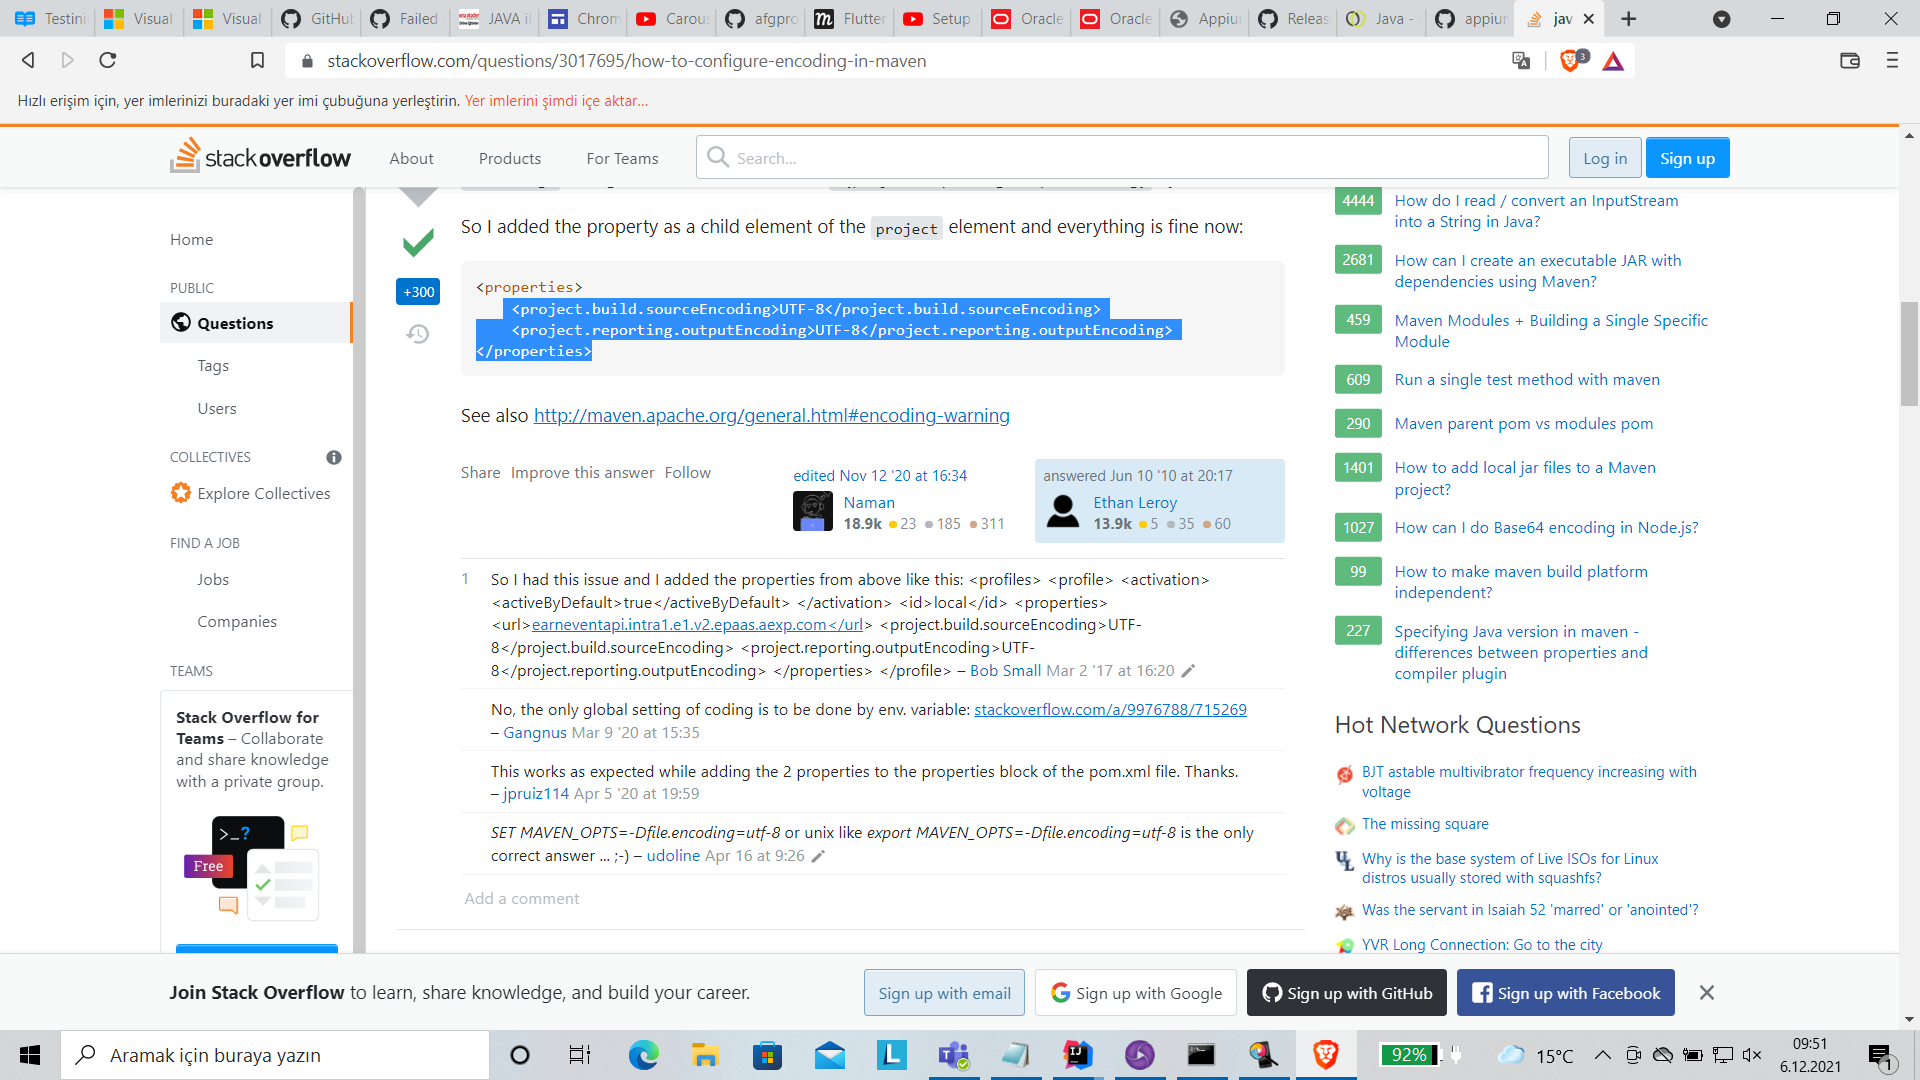 Testin
Visual
Visual
GitHub
Failed
JAVA il
Chrom
Carous
afgpro
Flutter
Setup
Oracle
Oracle
Appiu
Releas
Java -
appiu
jav
stackoverflow.com/questions/3017695/how-to-configure-encoding-in-maven
3
Hızlı erişim için, yer imlerinizi buradaki yer imi çubuğuna yerleştirin. Yer imlerini şimdi içe aktar...
stackoverflow
About
Products
For Teams
Search...
Log in
Sign up
Home
PUBLIC
Questions
Tags
Users
COLLECTIVES
Explore Collectives
FIND A JOB
Jobs
Companies
TEAMS
Stack Overflow for
Teams – Collaborate
and share knowledge
with a private group.
>_?
Free
So I added the property as a child element of the project element and everything is fine now:
+300
<properties>
<project.build.sourceEncoding>UTF-8</project.build.sourceEncoding>
<project.reporting.outputEncoding>UTF-8</project.reporting.outputEncoding>
</properties>
See also http://maven.apache.org/general.html#encoding-warning
Share Improve this answer Follow
edited Nov 12 '20 at 16:34
Naman
18.9k 23 185 311
answered Jun 10 '10 at 20:17
Ethan Leroy
13.9k 5 35 60
1
So I had this issue and I added the properties from above like this: <profiles> <profile> <activation>
<activeByDefault>true</activeByDefault> </activation> <id>local</id> <properties>
<url>earneventapi.intra1.e1.v2.epaas.aexp.com</url> <project.build.sourceEncoding>UTF-
8</project.build.sourceEncoding> <project.reporting.outputEncoding>UTF-
8</project.reporting.outputEncoding> </properties> </profile> – Bob Small Mar 2 '17 at 16:20
No, the only global setting of coding is to be done by env. variable: stackoverflow.com/a/9976788/715269
– Gangnus Mar 9 '20 at 15:35
This works as expected while adding the 2 properties to the properties block of the pom.xml file. Thanks.
– jpruiz114 Apr 5 '20 at 19:59
SET MAVEN_OPTS=-Dfile.encoding=utf-8 or unix like export MAVEN_OPTS=-Dfile.encoding=utf-8 is the only
correct answer ... ;-) – udoline Apr 16 at 9:26
Add a comment
4444 How do I read / convert an InputStream
into a String in Java?
2681 How can I create an executable JAR with
dependencies using Maven?
459 Maven Modules + Building a Single Specific
Module
609 Run a single test method with maven
290 Maven parent pom vs modules pom
1401 How to add local jar files to a Maven
project?
1027 How can I do Base64 encoding in Node.js?
99 How to make maven build platform
independent?
227 Specifying Java version in maven -
differences between properties and
compiler plugin
Hot Network Questions
BJT astable multivibrator frequency increasing with
voltage
The missing square
Why is the base system of Live ISOs for Linux
distros usually stored with squashfs?
Was the servant in Isaiah 52 'marred' or 'anointed'?
YVR Long Connection: Go to the city
Join Stack Overflow to learn, share knowledge, and build your career.
Sign up with email
Sign up with Google
Sign up with GitHub
Sign up with Facebook
Aramak için buraya yazın
92%
15°C
09:51
6.12.2021
1